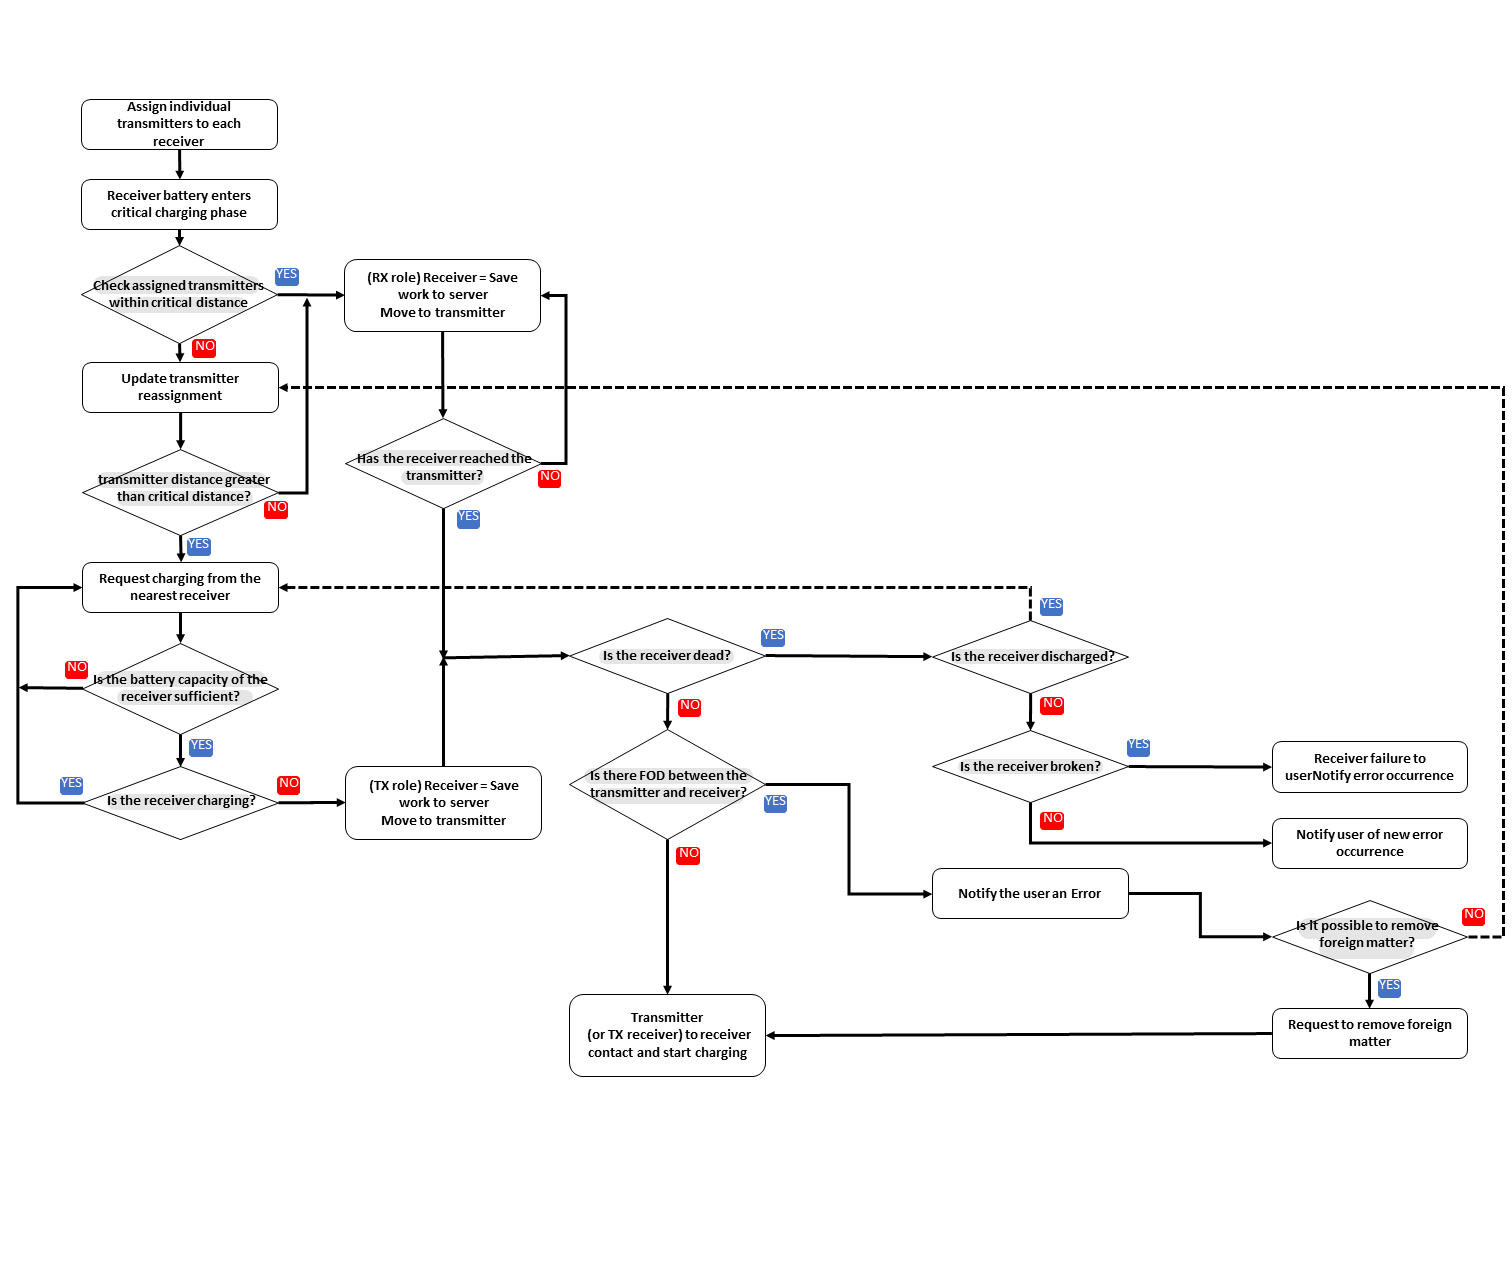 Assign individual
transmitters to each
receiver
Receiver battery enters
critical charging phase
Check assigned transmitters
within critical distance
YES
NO
(RX role) Receiver = Save
work to server
Move to transmitter
Update transmitter
reassignment
transmitter distance greater
than critical distance?
NO
YES
Has the receiver reached the
transmitter?
NO
YES
Request charging from the
nearest receiver
Is the battery capacity of the
receiver sufficient?
NO
YES
Is the receiver charging?
YES
NO
(TX role) Receiver = Save
work to server
Move to transmitter
Is the receiver dead?
YES
NO
Is the receiver discharged?
YES
NO
Is there FOD between the
transmitter and receiver?
YES
NO
Is the receiver broken?
YES
NO
Receiver failure to
userNotify error occurrence
Notify user of new error
occurrence
Notify the user an Error
Is it possible to remove
foreign matter?
NO
YES
Transmitter
(or TX receiver) to receiver
contact and start charging
Request to remove foreign
matter